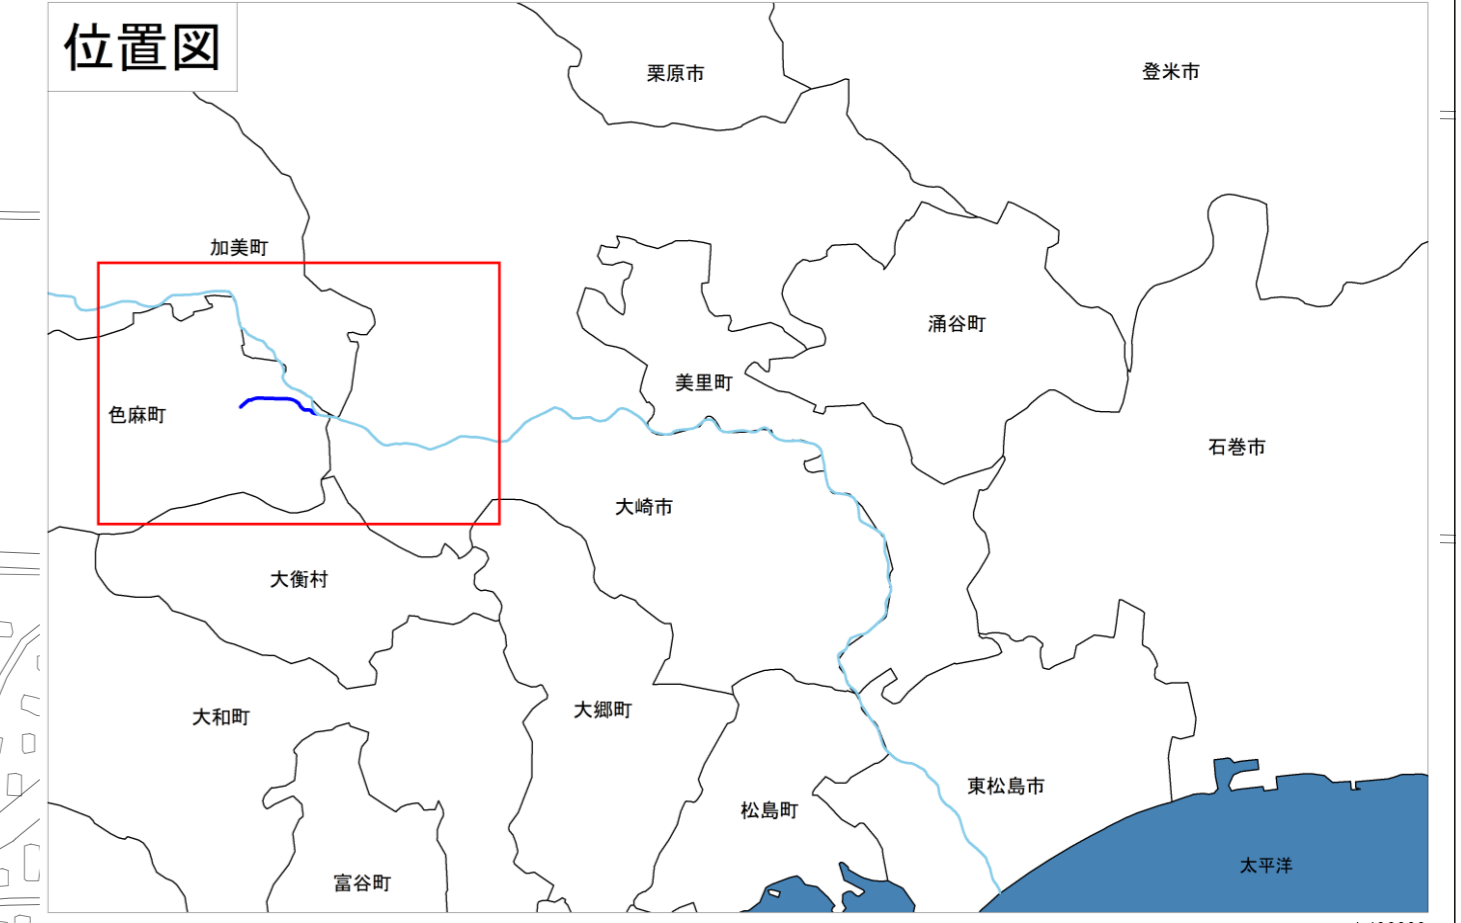 位置図
栗原市
登米市
加美町
涌谷町
美里町
色麻町
石巻市
大崎市
大衡村
大郷町
大和町
東松島市
松島町
太平洋
富谷町